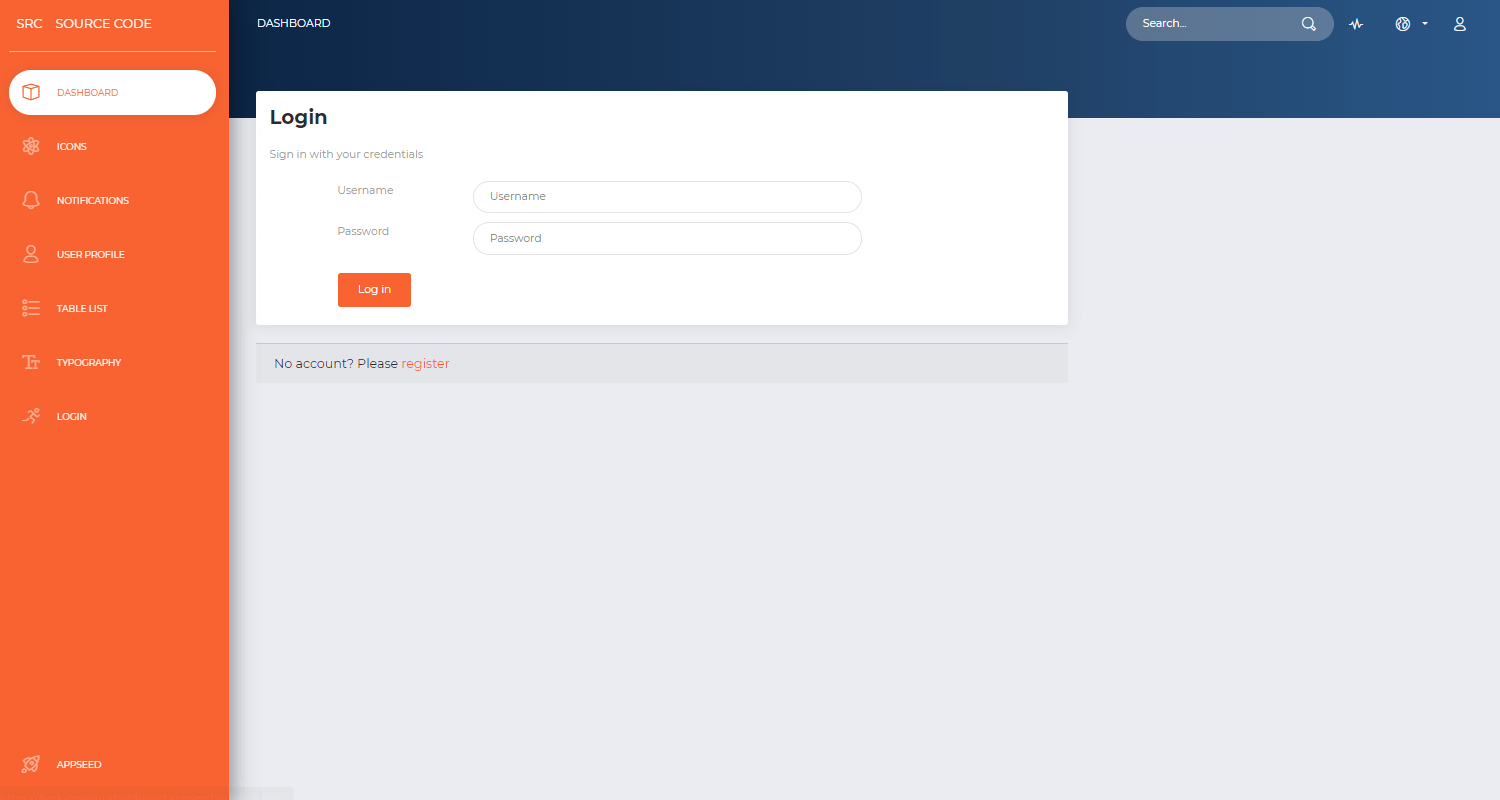 SRC SOURCE CODE
DASHBOARD
ICONS
NOTIFICATIONS
USER PROFILE
TABLE LIST
TYPOGRAPHY
LOGIN
APPSEED
DASHBOARD
Search...
Login
Sign in with your credentials
Username Username
Password Password
Log in
No account? Please register